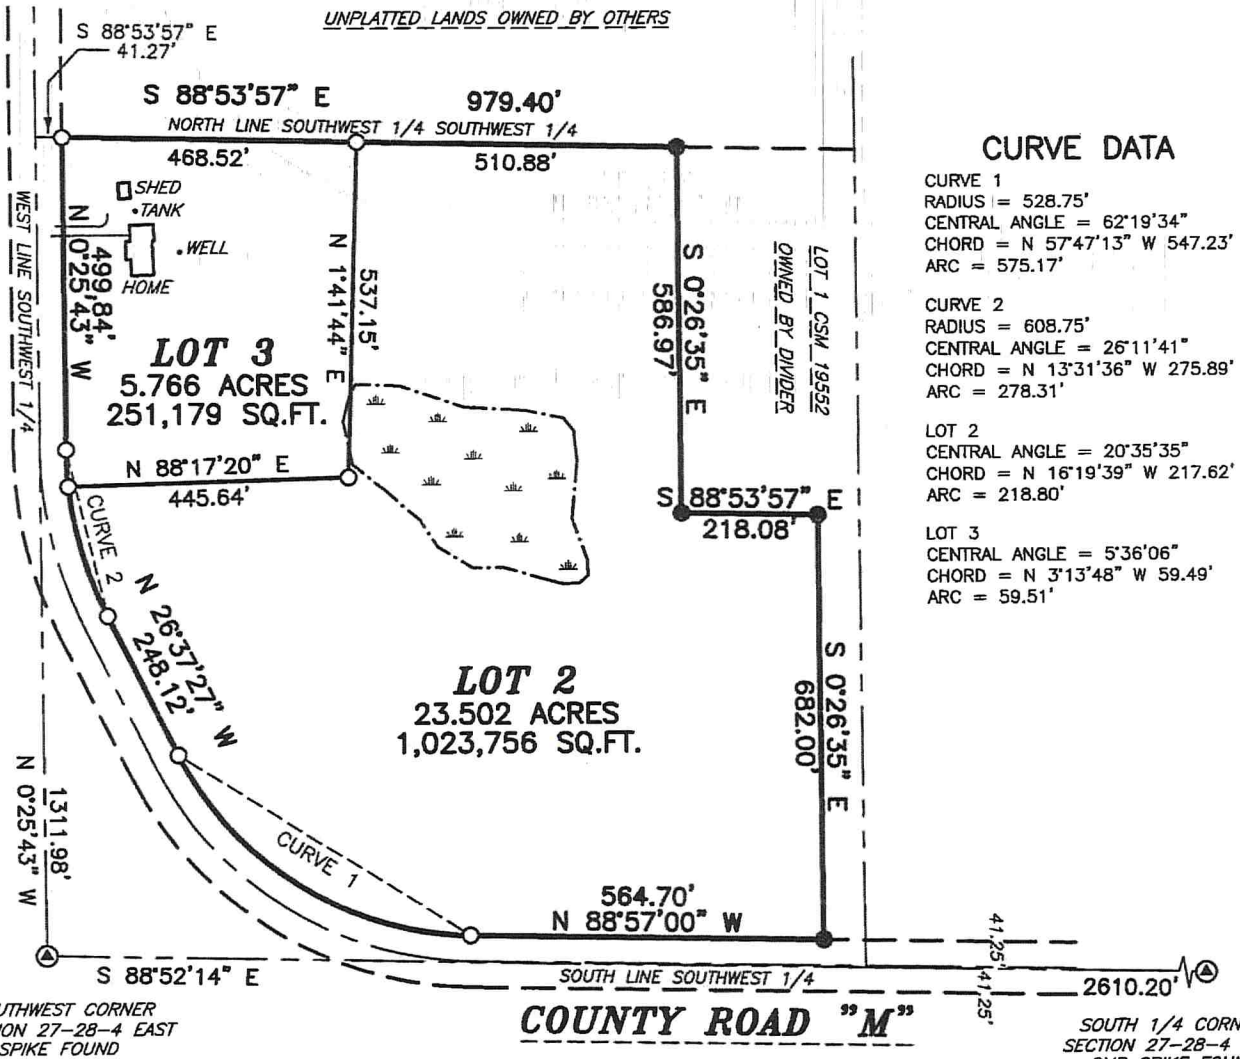 UNPLATTED LANDS OWNED BY OTHERS
S 88°53'57" E
41.27'
S 88°53'57" E
979.40'
NORTH LINE SOUTHWEST 1/4 SOUTHWEST 1/4
468.52'
510.88'
SHED
TANK
WELL
HOME
WEST LINE SOUTHWEST 1/4
N 0°25'43" W
499.84'
N 1°41'44" E
537.15'
LOT 3
5.766 ACRES
251,179 SQ.FT.
N 88°17'20" E
445.64'
S 0°26'35" E
586.97'
LOT 1 CSM 19552
OWNED BY DIVIDER
S 88°53'57" E
218.08'
CURVE 2
N 26°37'27" W
248.12'
LOT 2
23.502 ACRES
1,023,756 SQ.FT.
S 0°26'35" E
682.00'
1311.98'
N 0°25'43" W
CURVE 1
564.70'
N 88°57'00" W
S 88°52'14" E
SOUTH LINE SOUTHWEST 1/4
41.25'
41.25'
2610.20'
COUNTY ROAD "M"
UTHWEST CORNER
ION 27-28-4 EAST
SPIKE FOUND
SOUTH 1/4 CORN
SECTION 27-28-4
CURVE DATA
CURVE 1
RADIUS = 528.75'
CENTRAL ANGLE = 62°19'34"
CHORD = N 57°47'13" W 547.23'
ARC = 575.17'
CURVE 2
RADIUS = 608.75'
CENTRAL ANGLE = 26°11'41"
CHORD = N 13°31'36" W 275.89'
ARC = 278.31'
LOT 2
CENTRAL ANGLE = 20°35'35"
CHORD = N 16°19'39" W 217.62'
ARC = 218.80'
LOT 3
CENTRAL ANGLE = 5°36'06"
CHORD = N 3°13'48" W 59.49'
ARC = 59.51'